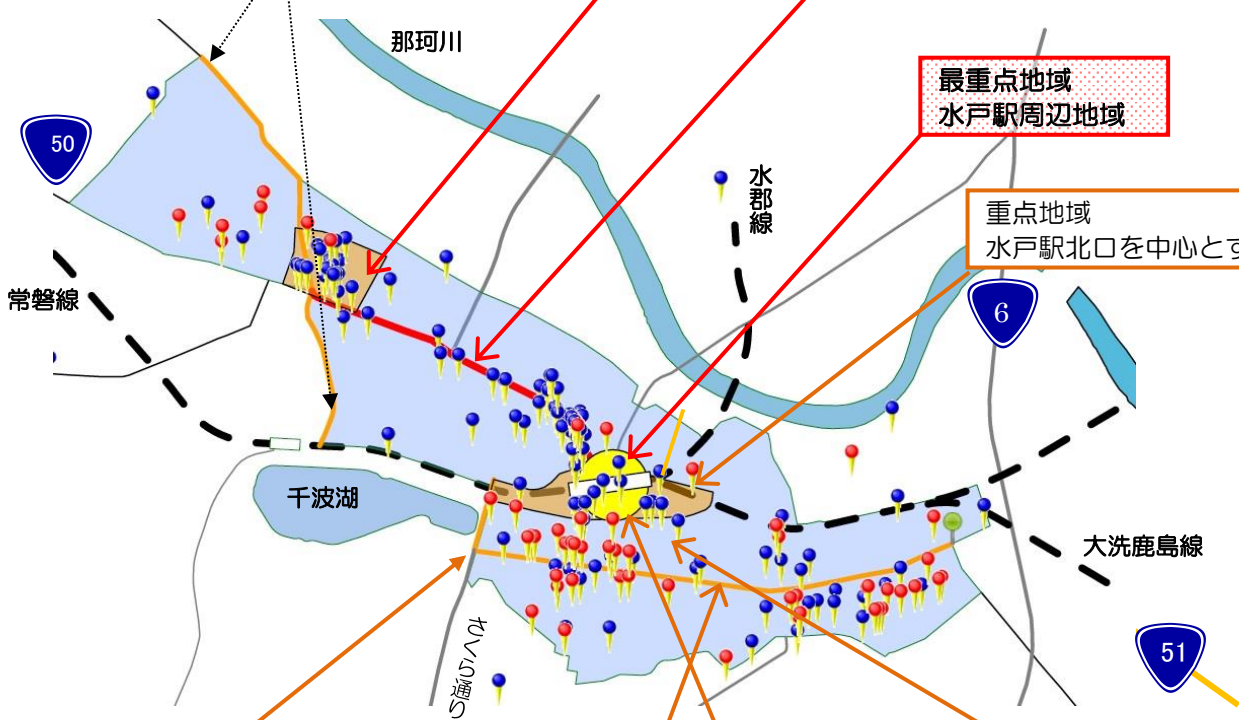 那珂川
最重点地域
水戸駅周辺地域
50
水郡線
重点地域
水戸駅北口を中心とす
6
常磐線
千波湖
大洗鹿島線
さくら通り
51